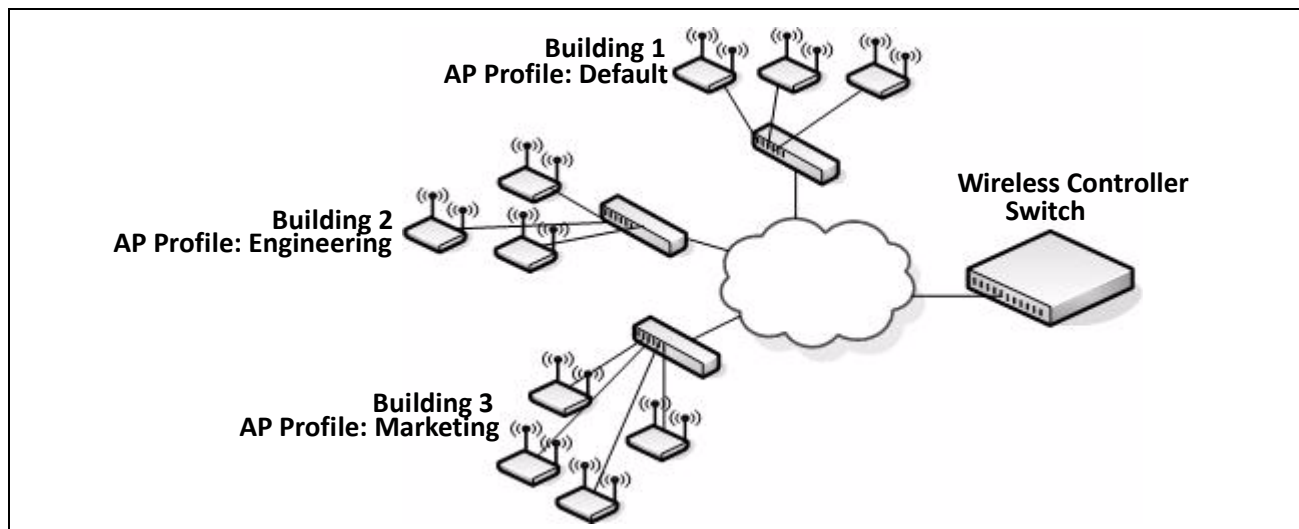 Building 1
AP Profile: Default
Building 2
AP Profile: Engineering
Wireless Controller
Switch
Building 3
AP Profile: Marketing